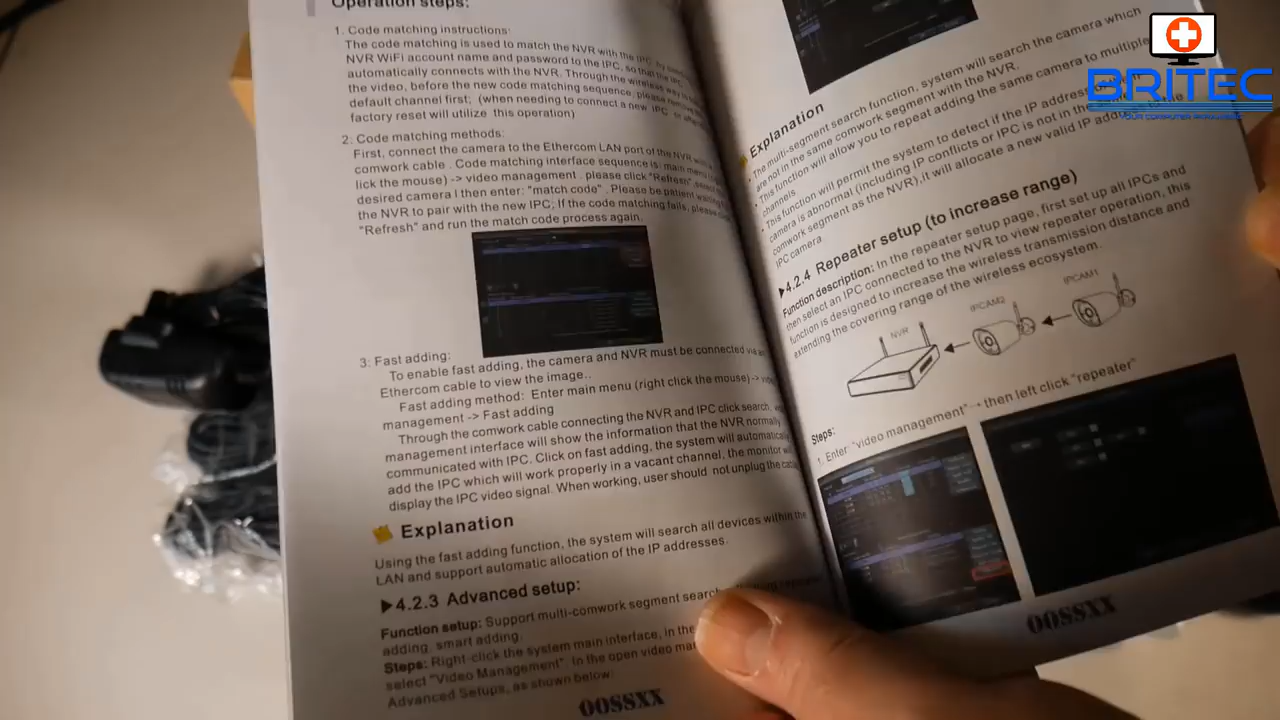 Operation steps:
1. Code matching instructions:
The code matching is used to match the NVR with the IPC, by
NVR WiFi account name and password to the IPC, so that the IPC
automatically connects with the NVR. Through the wireless way to
the video, before the new code matching sequence, please remove
default channel first; (when needing to connect a new IPC or after
factory reset will utilize this operation)
2. Code matching methods:
First, connect the camera to the Ethercom LAN port of the NVR with
comwork cable . Code matching interface sequence is: main menu
lick the mouse) -> video management . please click "Refresh",
desired camera I then enter: "match code" . Please be patient waiting
the NVR to pair with the new IPC; If the code matching fails, please
"Refresh" and run the match code process again.
3: Fast adding:
To enable fast adding, the camera and NVR must be connected via
Ethercom cable to view the image..
Fast adding method: Enter main menu (right click the mouse) ->
management -> Fast adding
Through the comwork cable connecting the NVR and IPC click search,
management interface will show the information that the NVR normally
communicated with IPC. Click on fast adding, the system will automatically
add the IPC which will work properly in a vacant channel, the monitor
display the IPC video signal. When working, user should not unplug the
Explanation
Using the fast adding function, the system will search all devices within the
LAN and support automatic allocation of the IP addresses.
4.2.3 Advanced setup:
Function setup: Support multi-comwork segment search
adding, smart adding.
Steps: Right-click the system main interface, in the
select "Video Management". In the open video
Advanced Setups, as shown below:
OOSSXX
Explanation
• The multi-segment search function, system will search the camera which
are not in the same comwork segment with the NVR.
• This function will allow you to repeat adding the same camera to multiple
channels
• This function will permit the system to detect if the IP address
camera is abnormal (including IP conflicts or IPC is not in the
comwork segment as the NVR),it will allocate a new valid IP
IPC camera
4.2.4 Repeater setup (to increase range)
Function description: In the repeater setup page, first set up all IPCs and
then select an IPC connected to the NVR to view repeater operation, this
function is designed to increase the wireless transmission distance and
extending the covering range of the wireless ecosystem.
NVR
IPCAM2
IPCAM1
Steps:
1. Enter "video management" then left click "repeater"
OOSSXX
BRITEC
YOUR COMPUTER PARAMEDIC